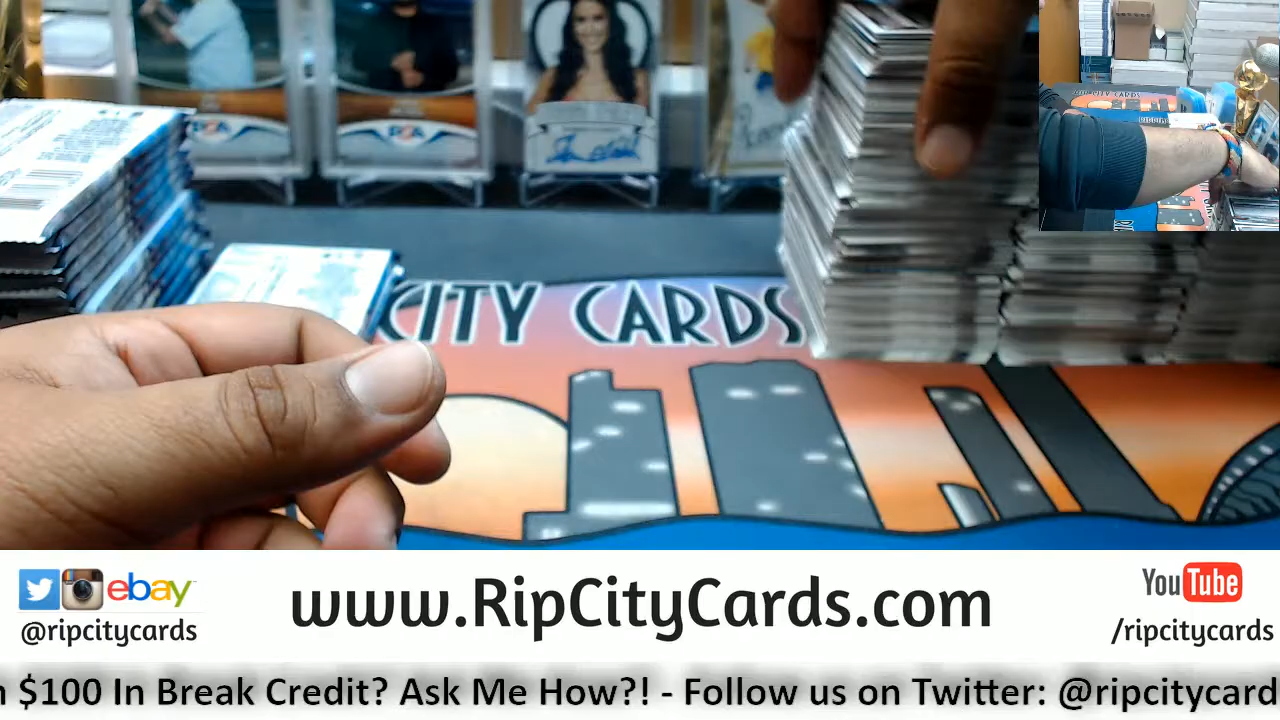 CITY CARDS
ebay
@ripcitycards
www.RipCityCards.com
YouTube
/ripcitycards
$100 In Break Credit? Ask Me How?! - Follow us on Twitter: @ripcitycard